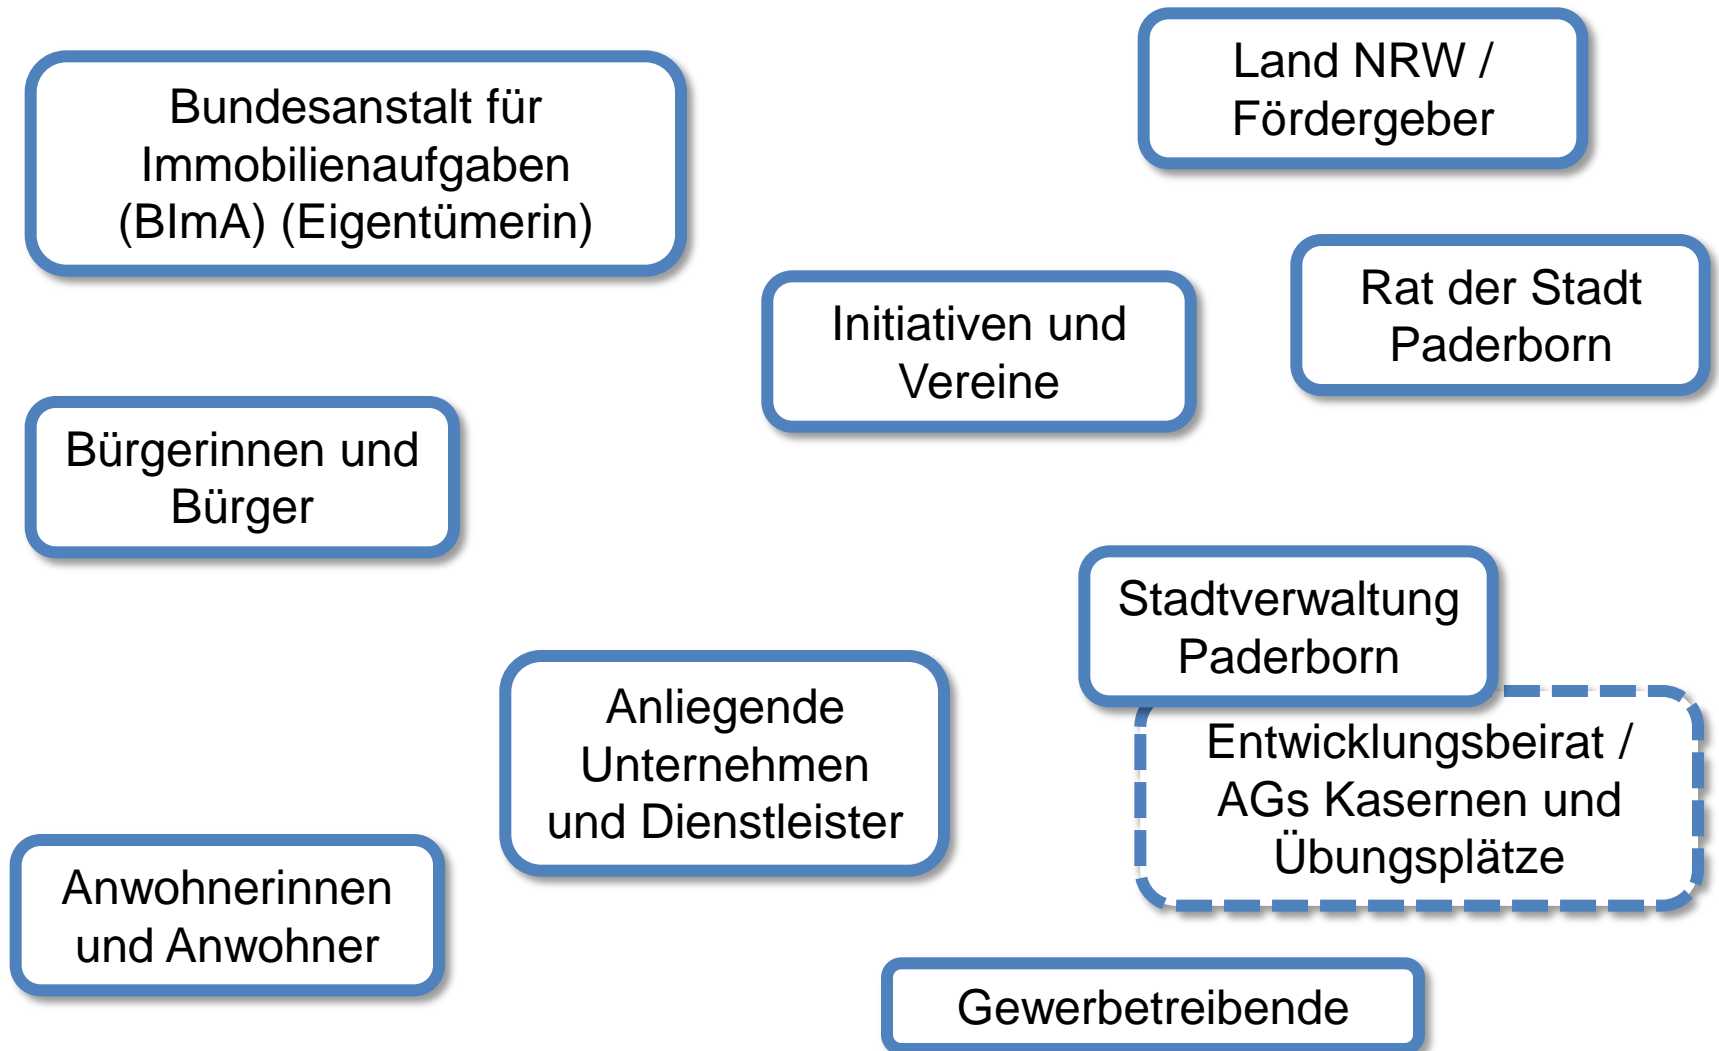 Land NRW /
Fördergeber
Bundesanstalt für
Immobilienaufgaben
(BImA) (Eigentümerin)
Rat der Stadt
Paderborn
Initiativen und
Vereine
Bürgerinnen und
Bürger
Stadtverwaltung
Paderborn
Anliegende
Unternehmen
und Dienstleister
Entwicklungsbeirat /
AGs Kasernen und
Übungsplätze
Anwohnerinnen
und Anwohner
Gewerbetreibende